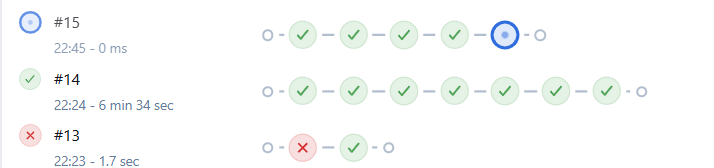 #15
22:45 - 0 ms
#14
22:24 - 6 min 34 sec
#13
22:23 - 1.7 sec